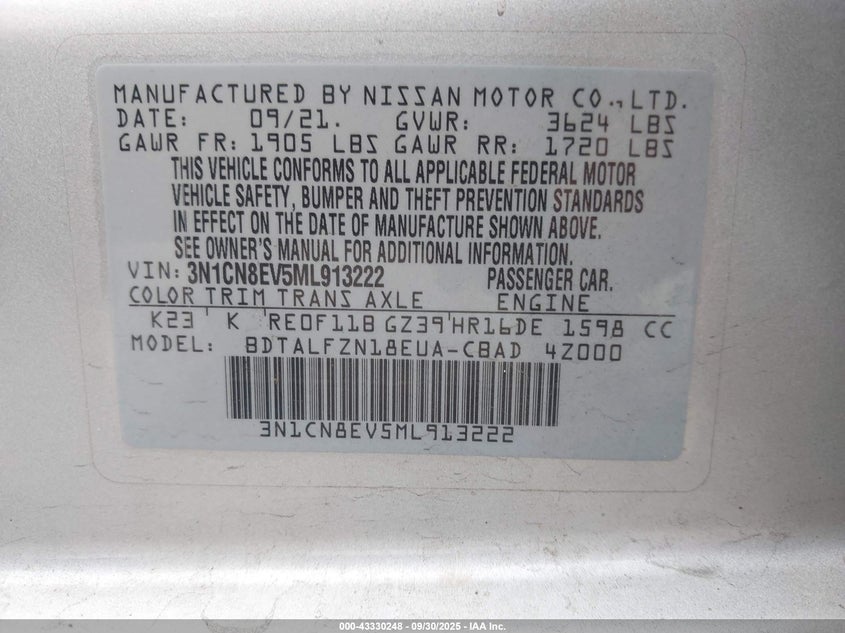 MANUFACTURED BY NISSAN MOTOR CO., LTD.
DATE: 09/21. GVWR: 3624 LBS
GAWR FR: 1905 LBS GAWR RR: 1720 LBS
THIS VEHICLE CONFORMS TO ALL APPLICABLE FEDERAL MOTOR
VEHICLE SAFETY, BUMPER AND THEFT PREVENTION STANDARDS
IN EFFECT ON THE DATE OF MANUFACTURE SHOWN ABOVE.
SEE OWNER'S MANUAL FOR ADDITIONAL INFORMATION.
VIN: 3N1CN8EV5ML913222 PASSENGER CAR.
COLOR TRIM TRANS AXLE ENGINE
K23 ' K 'RE0F11B GZ39'HR16DE 1598 CC
MODEL: BDTALFZN18EUA-CBAD 4Z000
3N1CN8EV5ML913222
000-43330248 - 09/30/2025 - IAA Inc.